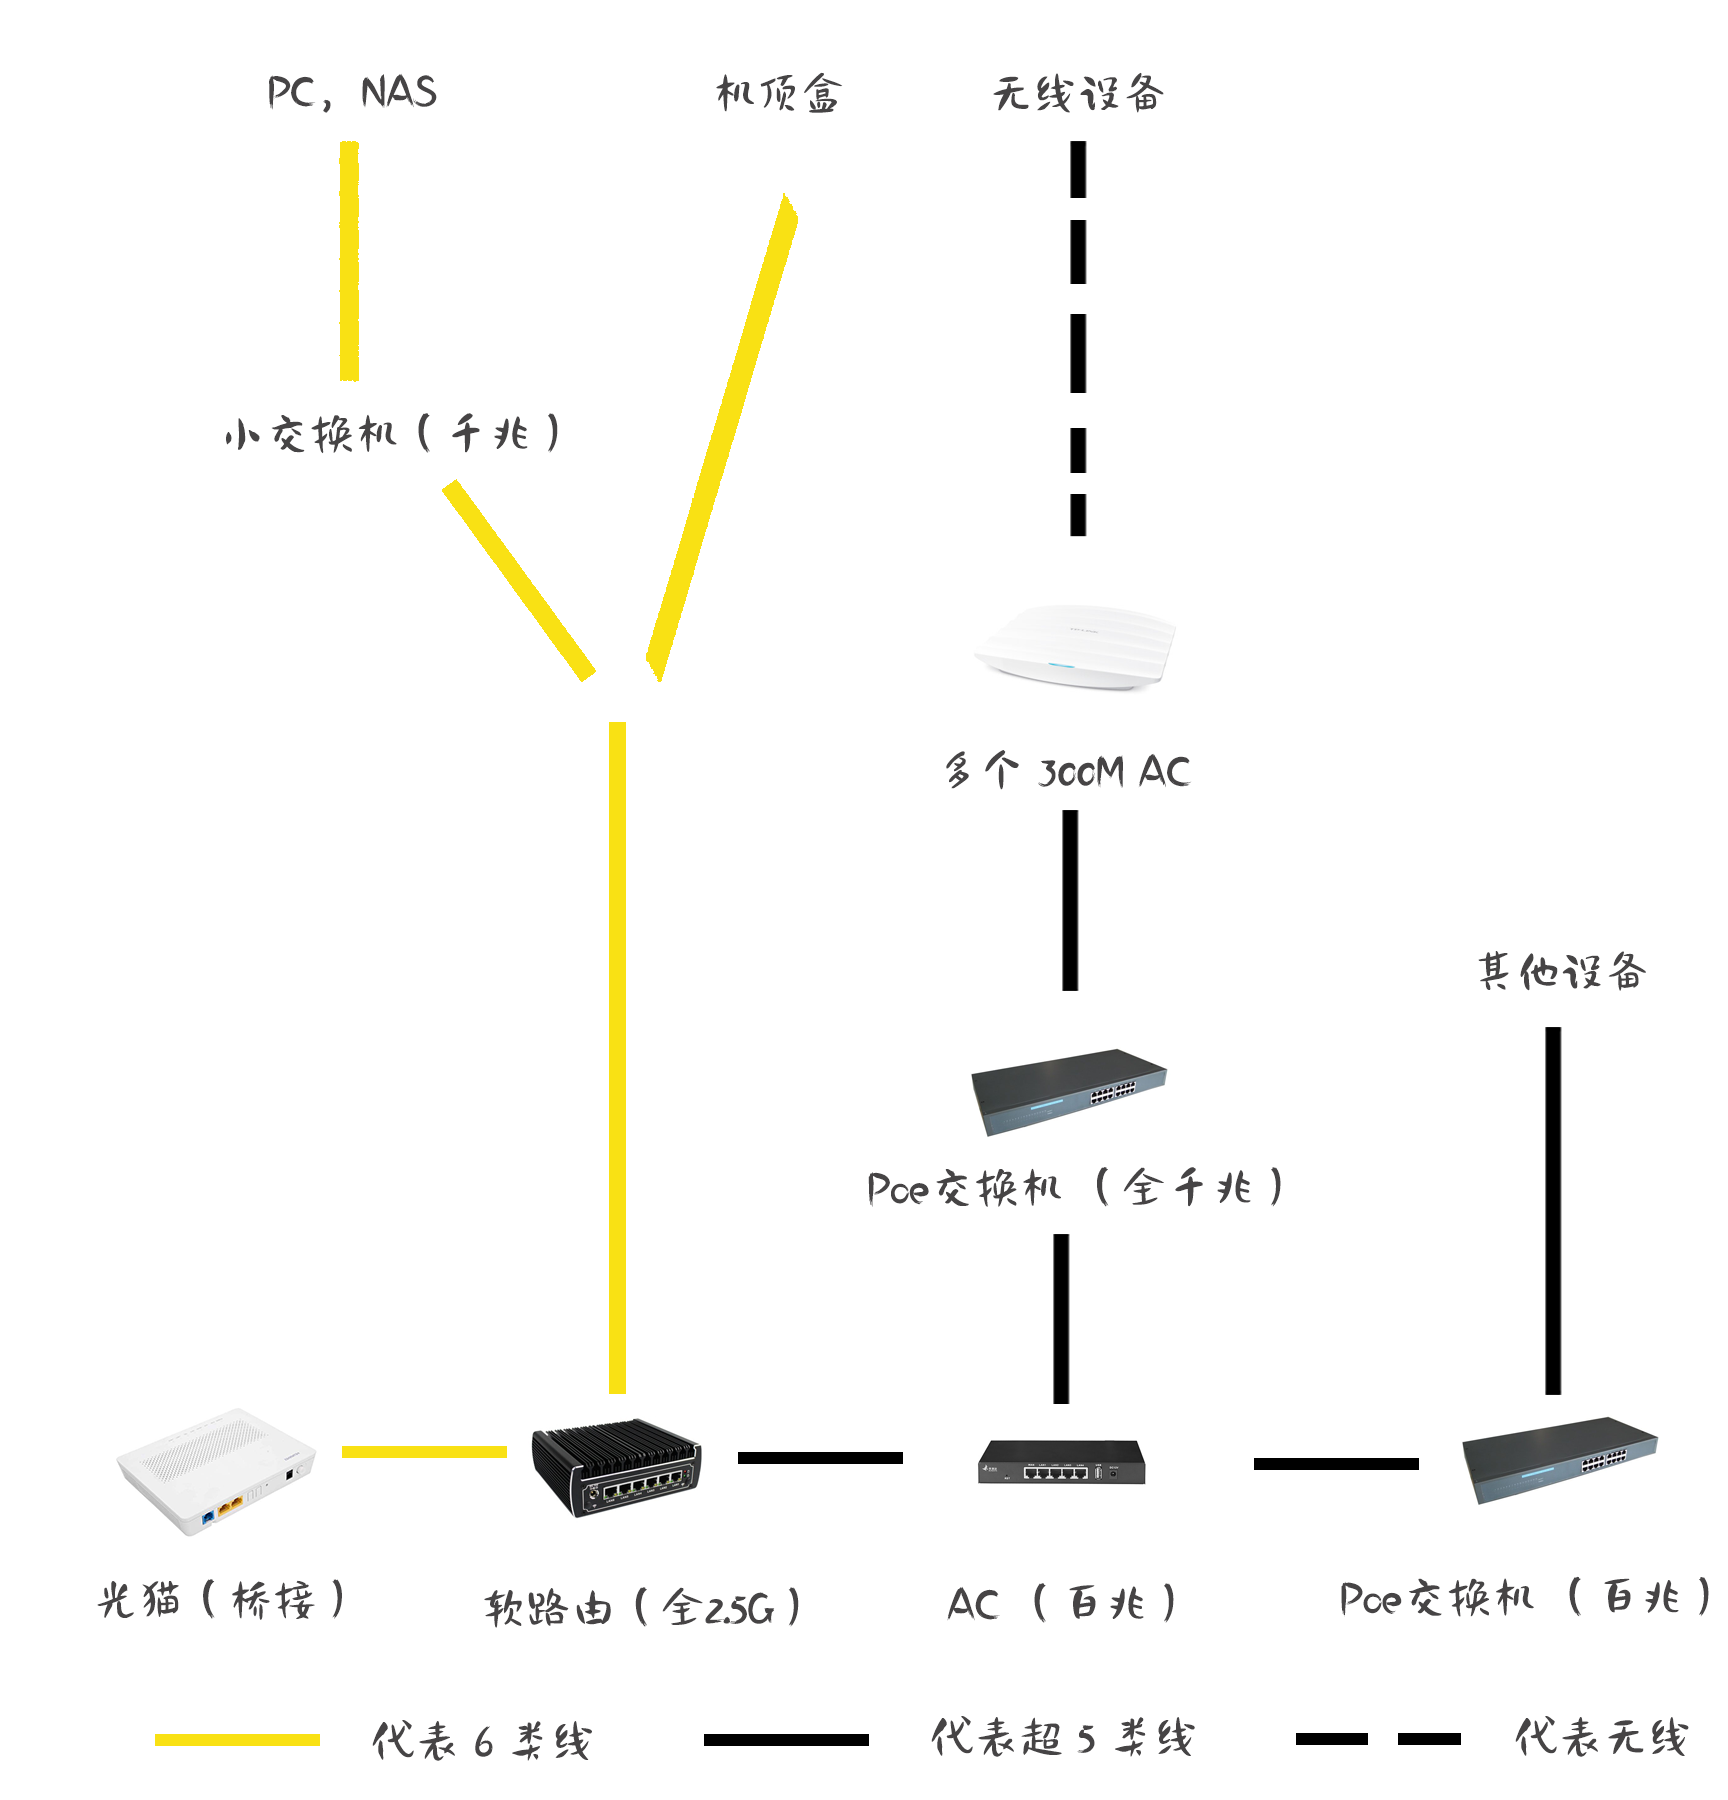 PC，NAS
机顶盒
无线设备
小交换机（千兆）
多个 300M AC
其他设备
Poe交换机（全千兆）
光猫（桥接）
软路由（全2.5G）
AC（百兆）
Poe交换机（百兆）
代表 6 类线
代表超 5 类线
代表无线